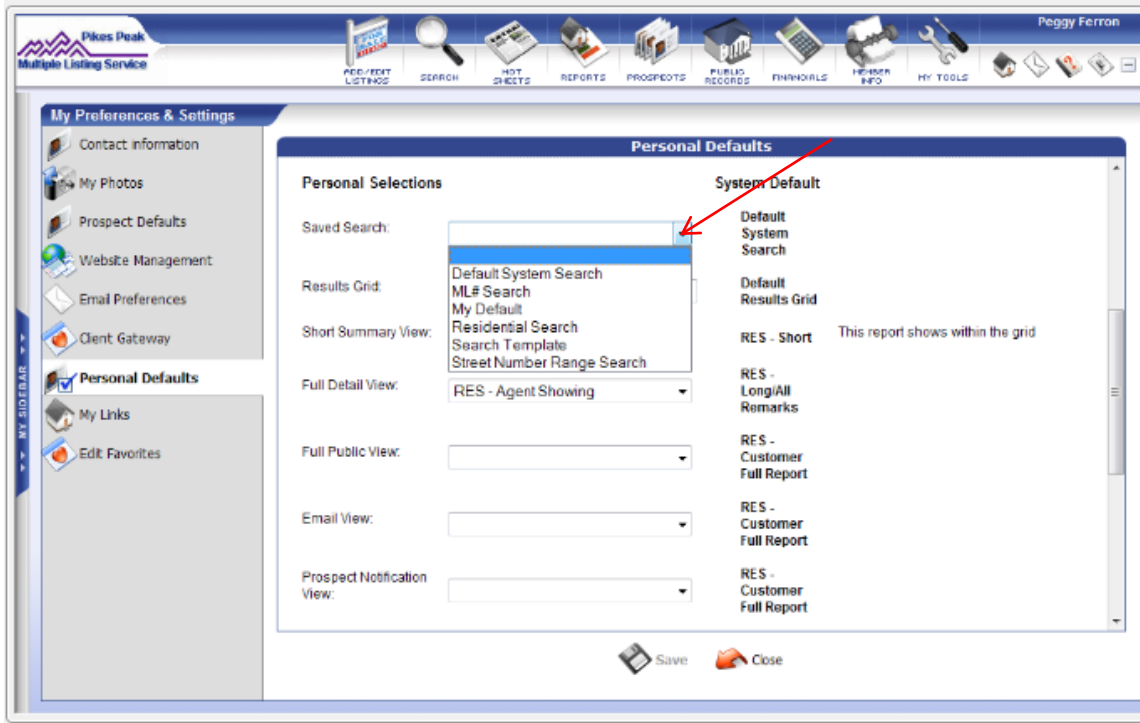 Pikes Peak
Multiple Listing Service
Peggy Ferron
ADD/EDIT
LISTINGS
SEARCH
HOT
SHEETS
REPORTS
PROSPECTS
PUBLIC
RECORDS
FINANCIALS
MEMBER
INFO
MY TOOLS
My Preferences & Settings
Contact Information
My Photos
Prospect Defaults
Website Management
Email Preferences
Client Gateway
Personal Defaults
My Links
Edit Favorites
MY SIDEBAR
Personal Defaults
Personal Selections
System Default
Saved Search:
Default
System
Search
Default System Search
ML# Search
My Default
Residential Search
Search Template
Street Number Range Search
Results Grid:
Default
Results Grid
Short Summary View:
RES - Short
This report shows within the grid
Full Detail View:
RES - Agent Showing
RES -
Long/All
Remarks
Full Public View:
RES -
Customer
Full Report
Email View:
RES -
Customer
Full Report
Prospect Notification
View:
RES -
Customer
Full Report
Save
Close